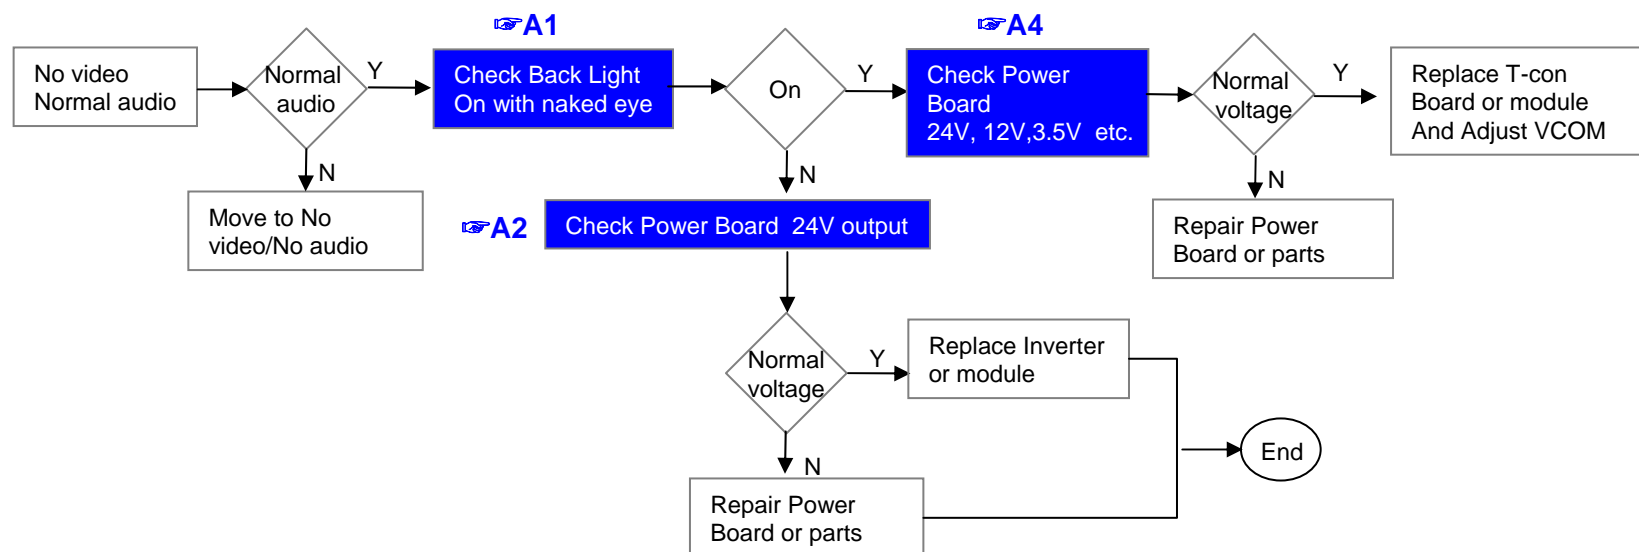 ☞A1
☞A4
No video
Normal audio
Normal
audio
Y
Check Back Light
On with naked eye
On
Y
Check Power
Board
24V, 12V,3.5V etc.
Normal
voltage
Y
Replace T-con
Board or module
And Adjust VCOM
N
Move to No
video/No audio
N
☞A2
Check Power Board 24V output
N
Repair Power
Board or parts
Normal
voltage
Y
Replace Inverter
or module
End
N
Repair Power
Board or parts